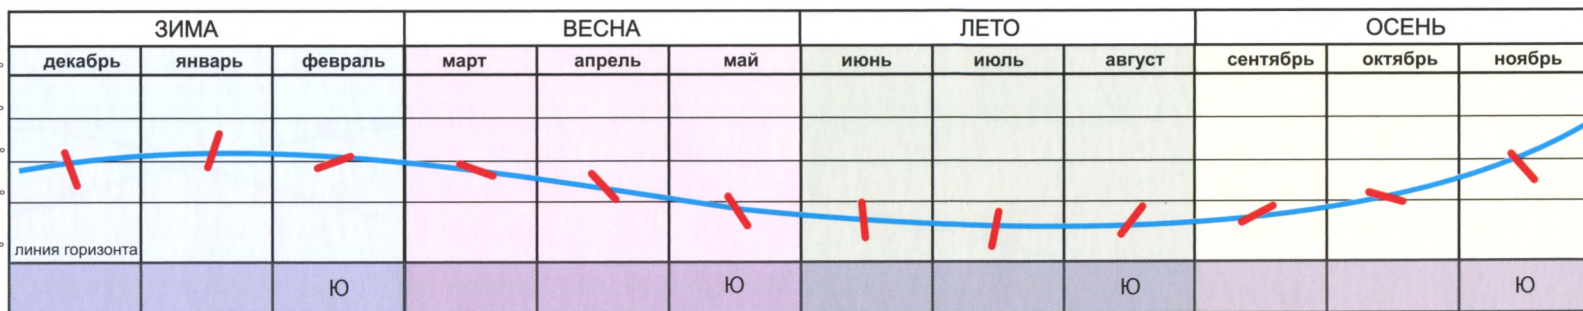 ЗИМА ВЕСНА ЛЕТО ОСЕНЬ
декабрь январь февраль март апрель май июнь июль август сентябрь октябрь ноябрь
линия горизонта
Ю Ю Ю Ю